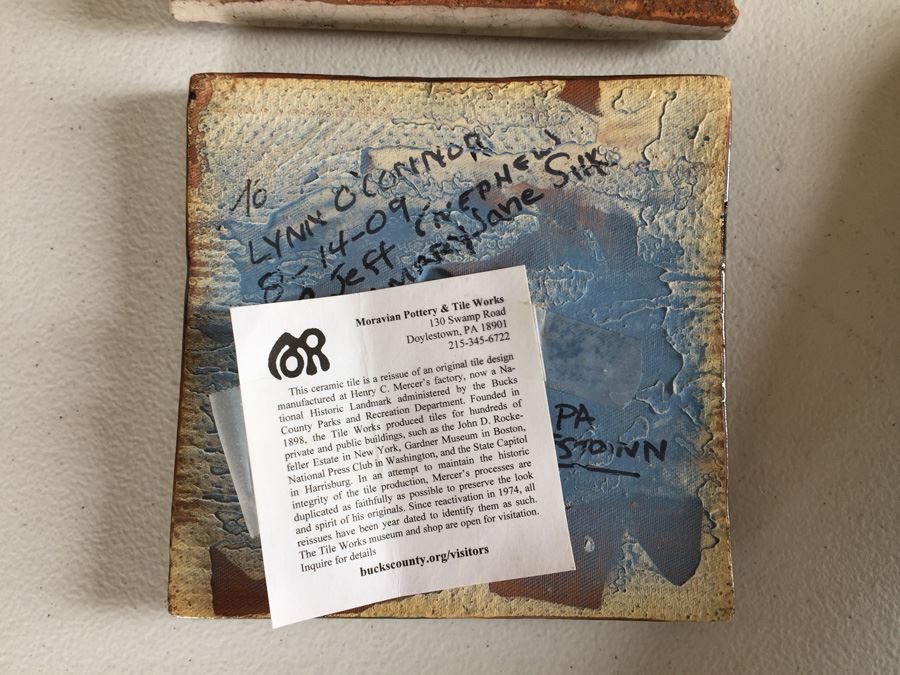 10
LYNN O'CONNOR
8-14-09
Jeff (NEPHEW
MARYJane Silk
PA
STOWN
Moravian Pottery & Tile Works
130 Swamp Road
Doylestown, PA 18901
215-345-6722
This ceramic tile is a reissue of an original tile design
manufactured at Henry C. Mercer's factory, now a Na-
tional Historic Landmark administered by the Bucks
County Parks and Recreation Department. Founded in
1898, the Tile Works produced tiles for hundreds of
private and public buildings, such as the John D. Rocke-
feller Estate in New York, Gardner Museum in Boston,
National Press Club in Washington, and the State Capitol
in Harrisburg. In an attempt to maintain the historic
integrity of the tile production, Mercer's processes are
duplicated as faithfully as possible to preserve the look
and spirit of his originals. Since reactivation in 1974, all
reissues have been year dated to identify them as such.
The Tile Works museum and shop are open for visitation.
Inquire for details
buckscounty.org/visitors